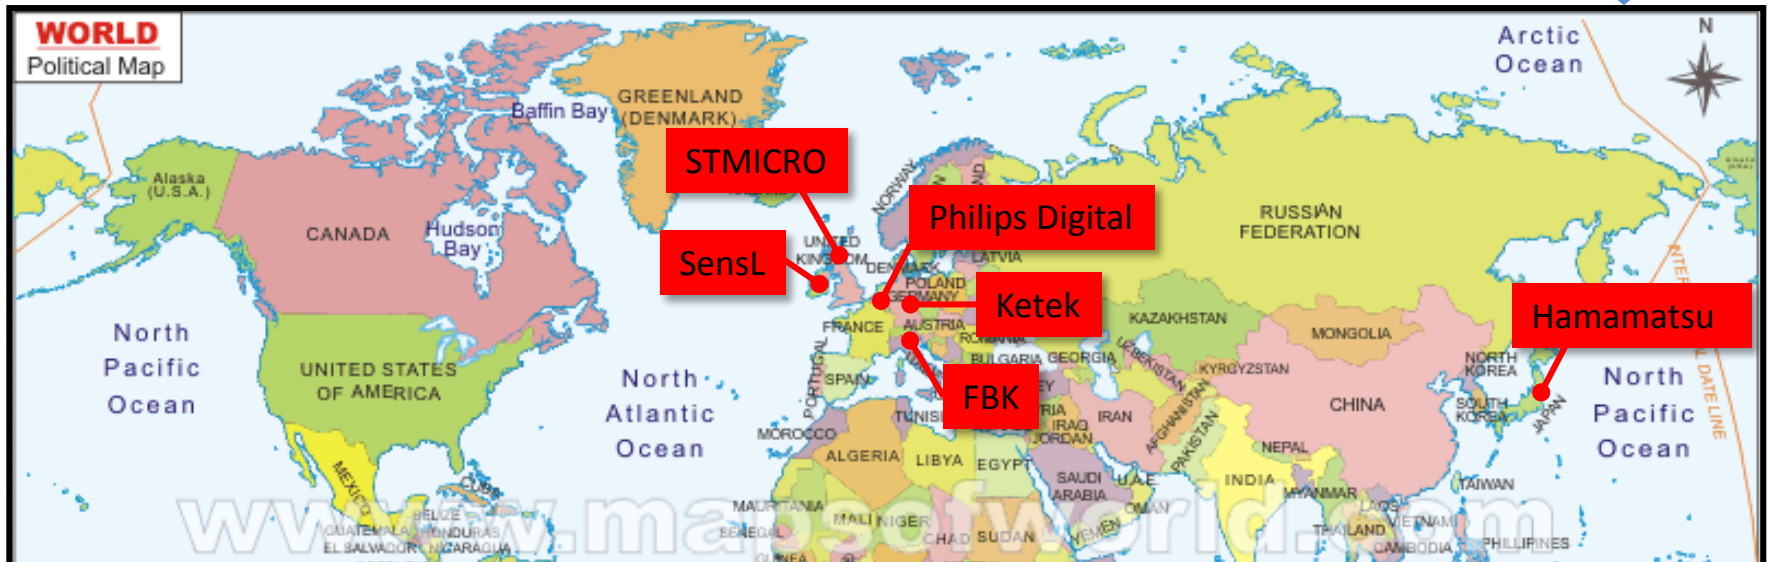 WORLD
Political Map
Arctic
Ocean
N
Baffin Bay
GREENLAND
(DENMARK)
STMICRO
Alaska
(U.S.A.)
CANADA
Hudson
Bay
NORWAY
Philips Digital
RUSSIAN
FEDERATION
UNITED
KINGDOM
SensL
DENMARK
LATVIA
POLAND
GERMANY
Ketek
Hamamatsu
North
Pacific
Ocean
UNITED STATES
OF AMERICA
FRANCE
AUSTRIA
ROMANIA
BULGARIA
GEORGIA
KAZAKHSTAN
UZBEKISTAN
KYRGYZSTAN
MONGOLIA
NORTH
KOREA
SOUTH
KOREA
JAPAN
North
Pacific
Ocean
DATE LINE
North
Atlantic
Ocean
PORTUGAL
SPAIN
FBK
TUNISI
IRAQ
JORDAN
IRAN
AFGHANISTAN
PAKISTAN
CHINA
NEPAL
INDIA
MOROCCO
ALGERIA
LIBYA
EGYPT
SAUDI
ARABIA
U.A.E.
OMAN
YEMEN
MYANMAR
LAOS
VIETNAM
THAILAND
CAMBODIA
TAIWAN
PHILLIPINES
MEXICO
CUBA
BELIZE
GUATEMALA
HONDURAS
EL SALVADOR
NICARAGUA
MAURITANIA
MALI
NIGER
CHAD
SUDAN
SENEGAL
GUINEA
www.mapsofworld.com